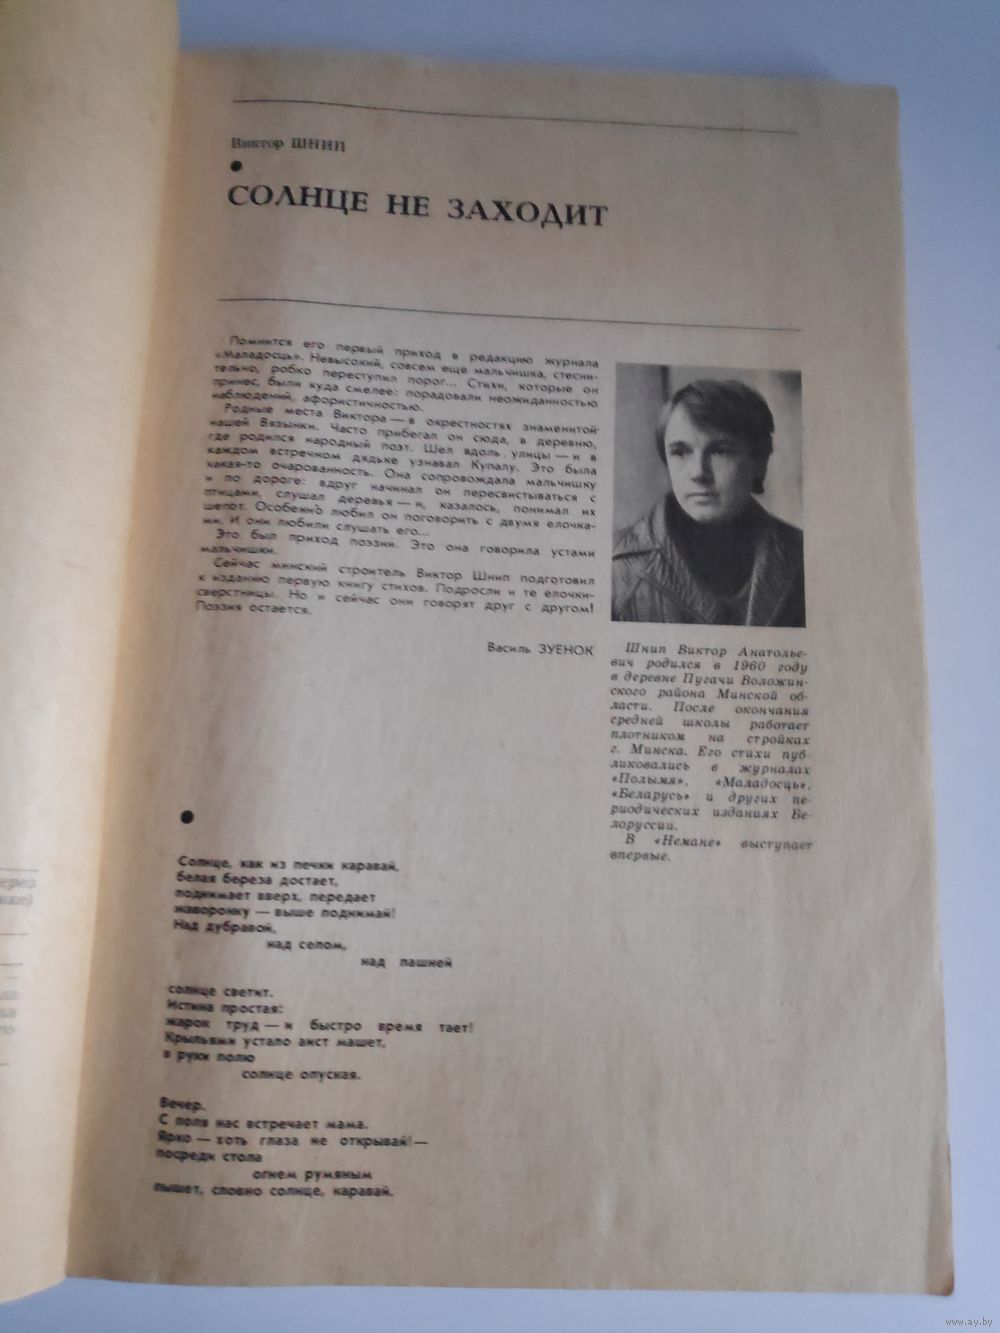 Виктор ШНИП
СОЛНЦЕ НЕ ЗАХОДИТ
Помнится его первый приход в редакцию журнала
«Маладосць». Невысокий, совсем еще мальчишка, стесни-
тельно, робко переступил порог... Стихи, которые он
принес, были куда смелее: порадовали неожиданностью
наблюдений, афористичностью.
Родные места Виктора — в окрестностях знаменитой
нашей Вязынки. Часто прибегал он сюда, в деревню,
где родился народный поэт. Шел вдоль улицы — и в
каждом встречном дядьке узнавал Купалу. Это была
какая-то очарованность. Она сопровождала мальчишку
и по дороге: вдруг начинал он пересвистываться с
птицами, слушал деревья — и, казалось, понимал их
шепот. Особенно любил он поговорить с двумя елочка-
ми. И они любили слушать его...
Это был приход поэзии. Это она говорила устами
мальчишки.
Сейчас минский строитель Виктор Шнип подготовил
к изданию первую книгу стихов. Подросли и те елочки-
сверстницы. Но и сейчас они говорят друг с другом!
Поэзия остается.
Василь ЗУЕНОК
Шнип Виктор Анатолье-
вич родился в 1960 году
в деревне Пугачи Воложин-
ского района Минской об-
ласти. После окончания
средней школы работает
плотником на стройках
г. Минска. Его стихи пуб-
ликовались в журналах
«Полымя», «Маладосць»,
«Беларусь» и других пе-
риодических изданиях Бе-
лоруссии.
В «Немане» выступает
впервые.
Солнце, как из печки каравай,
белая береза достает,
поднимает вверх, передает
жаворонку — выше поднимай!
Над дубравой,
над селом,
над пашней
солнце светит.
Истина простая:
жарок труд — и быстро время тает!
Крыльями устало аист машет,
в руки полю
солнце опуская.
Вечер.
С поля нас встречает мама.
Ярко — хоть глаза не открывай! —
посреди стола
огнем румяным
пышет, словно солнце, каравай.
www.ay.by